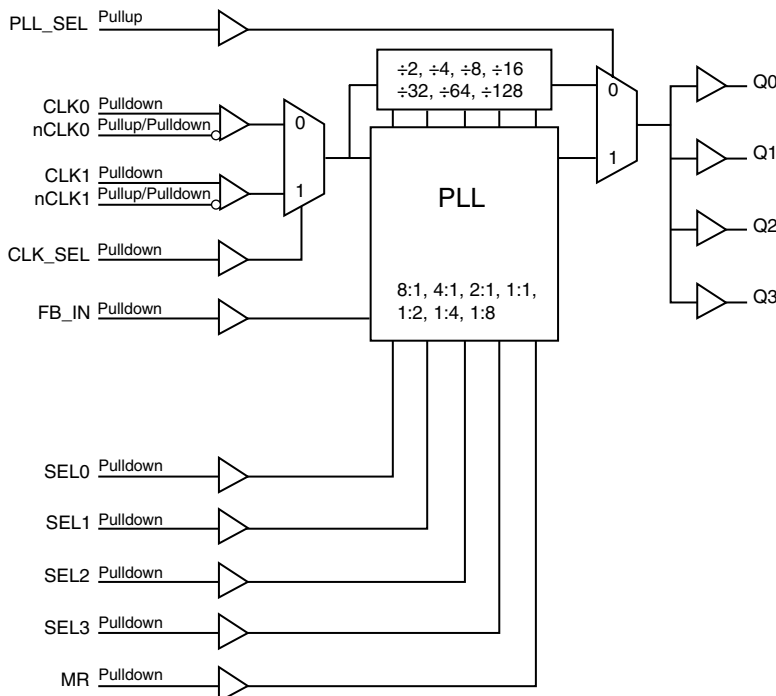 PLL_SEL Pullup
÷2, ÷4, ÷8, ÷16
÷32, ÷64, ÷128
0
1
Q0
Q1
Q2
Q3
CLK0 Pulldown
nCLK0 Pullup/Pulldown
0
CLK1 Pulldown
nCLK1 Pullup/Pulldown
1
PLL
CLK_SEL Pulldown
8:1, 4:1, 2:1, 1:1,
1:2, 1:4, 1:8
FB_IN Pulldown
SEL0 Pulldown
SEL1 Pulldown
SEL2 Pulldown
SEL3 Pulldown
MR Pulldown